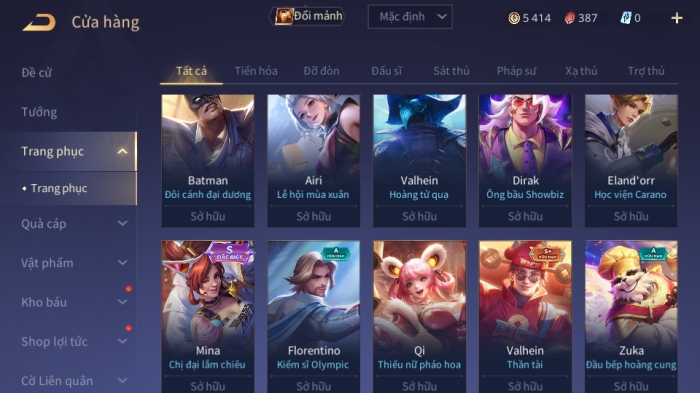 Cửa hàng
Đổi mảnh
Mặc định
5 414
387
0
Đề cử
Tướng
Trang phục
Trang phục
Quà cáp
Vật phẩm
Kho báu
Shop lợi tức
Cờ Liên quân
Tất cả
Tiến hóa
Đỡ đòn
Đấu sĩ
Sát thủ
Pháp sư
Xạ thủ
Trợ thủ
Batman
Đôi cánh đại dương
Sở hữu
Airi
Lễ hội mùa xuân
Sở hữu
Valhein
Hoàng tử quạ
Sở hữu
Dirak
Ông bầu Showbiz
Sở hữu
Eland'orr
Học viện Carano
Sở hữu
S
ĐẶC BIỆT
Mina
Chị đại lắm chiêu
Sở hữu
A
HỮU HẠN
Florentino
Kiếm sĩ Olympic
Sở hữu
Qi
Thiếu nữ pháo hoa
Sở hữu
S+
HỮU HẠN
Valhein
Thần tài
Sở hữu
A
HỮU HẠN
Zuka
Đầu bếp hoàng cung
Sở hữu